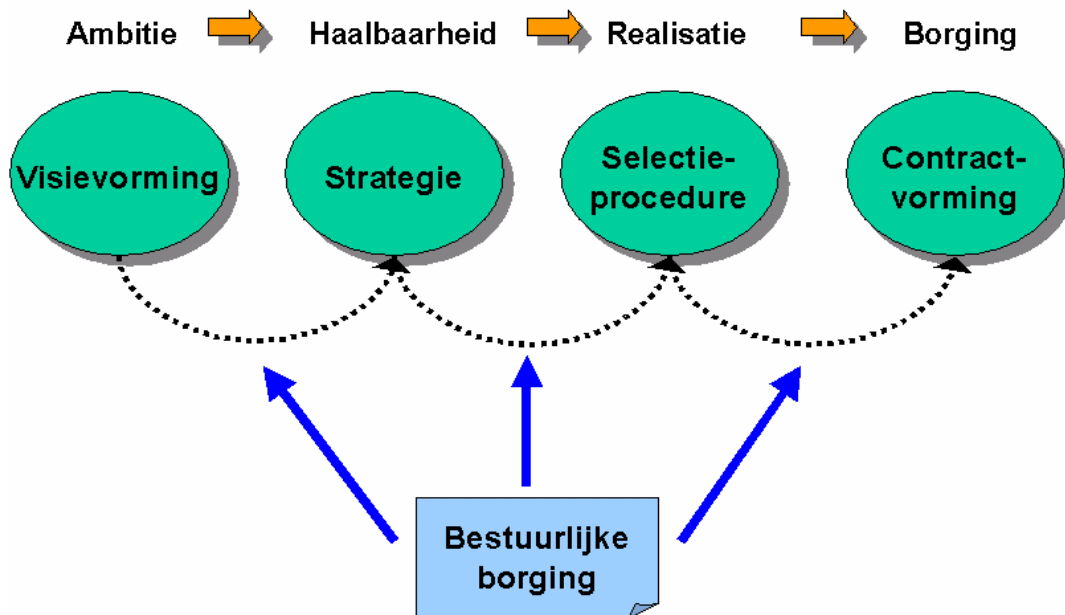 Ambitie Haalbaarheid Realisatie Borging
Visievorming
Strategie
Selectie-
procedure
Contract-
vorming
Bestuurlijke
borging